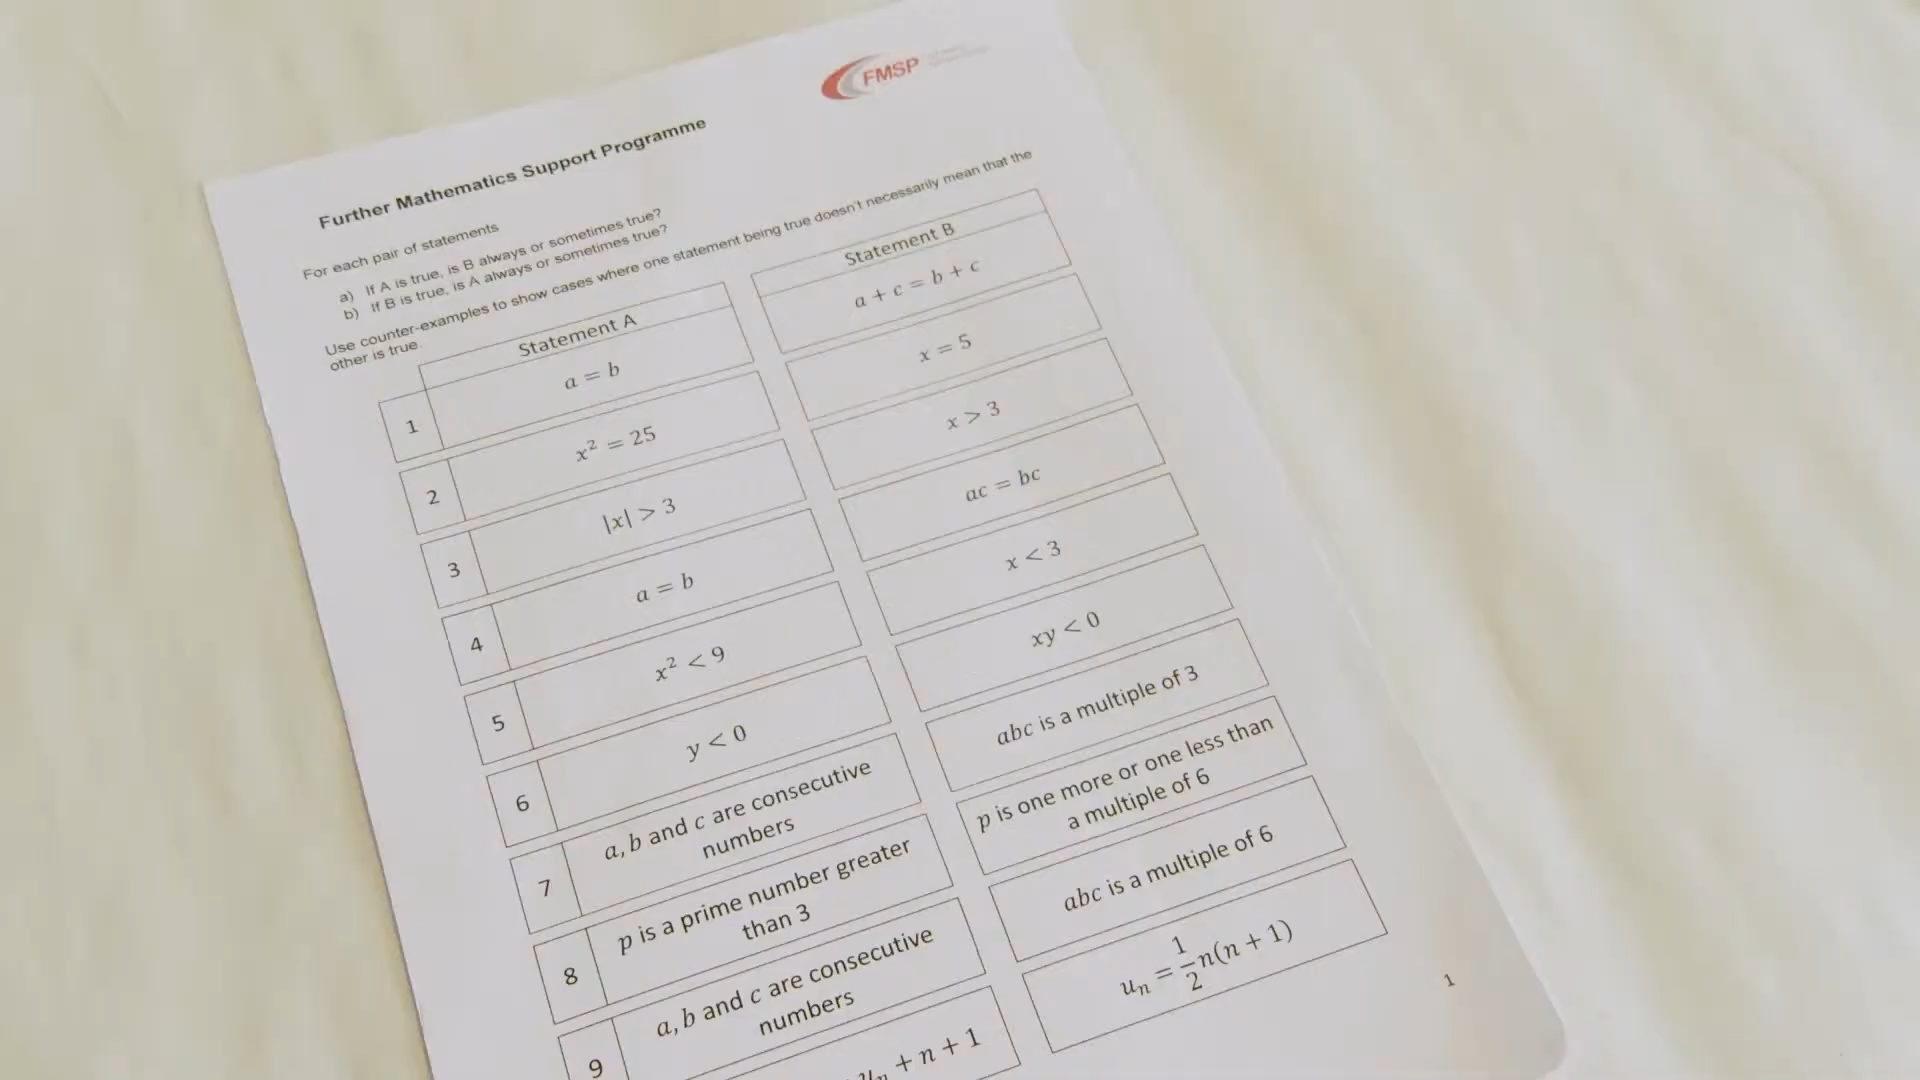 FMSP
Further Mathematics Support Programme
For each pair of statements
a) If A is true, is B always or sometimes true?
b) If B is true, is A always or sometimes true?
Use counter-examples to show cases where one statement being true doesn't necessarily mean that the
other is true.
Statement A
Statement B
1
a = b
a + c = b + c
2
x² = 25
x = 5
3
|x| > 3
x > 3
4
a = b
ac = bc
5
x² < 9
x < 3
6
y < 0
xy < 0
7
a, b and c are consecutive
numbers
abc is a multiple of 3
8
p is a prime number greater
than 3
p is one more or one less than
a multiple of 6
9
a, b and c are consecutive
numbers
abc is a multiple of 6
uₙ + n + 1
uₙ = 1/2 n(n + 1)
1